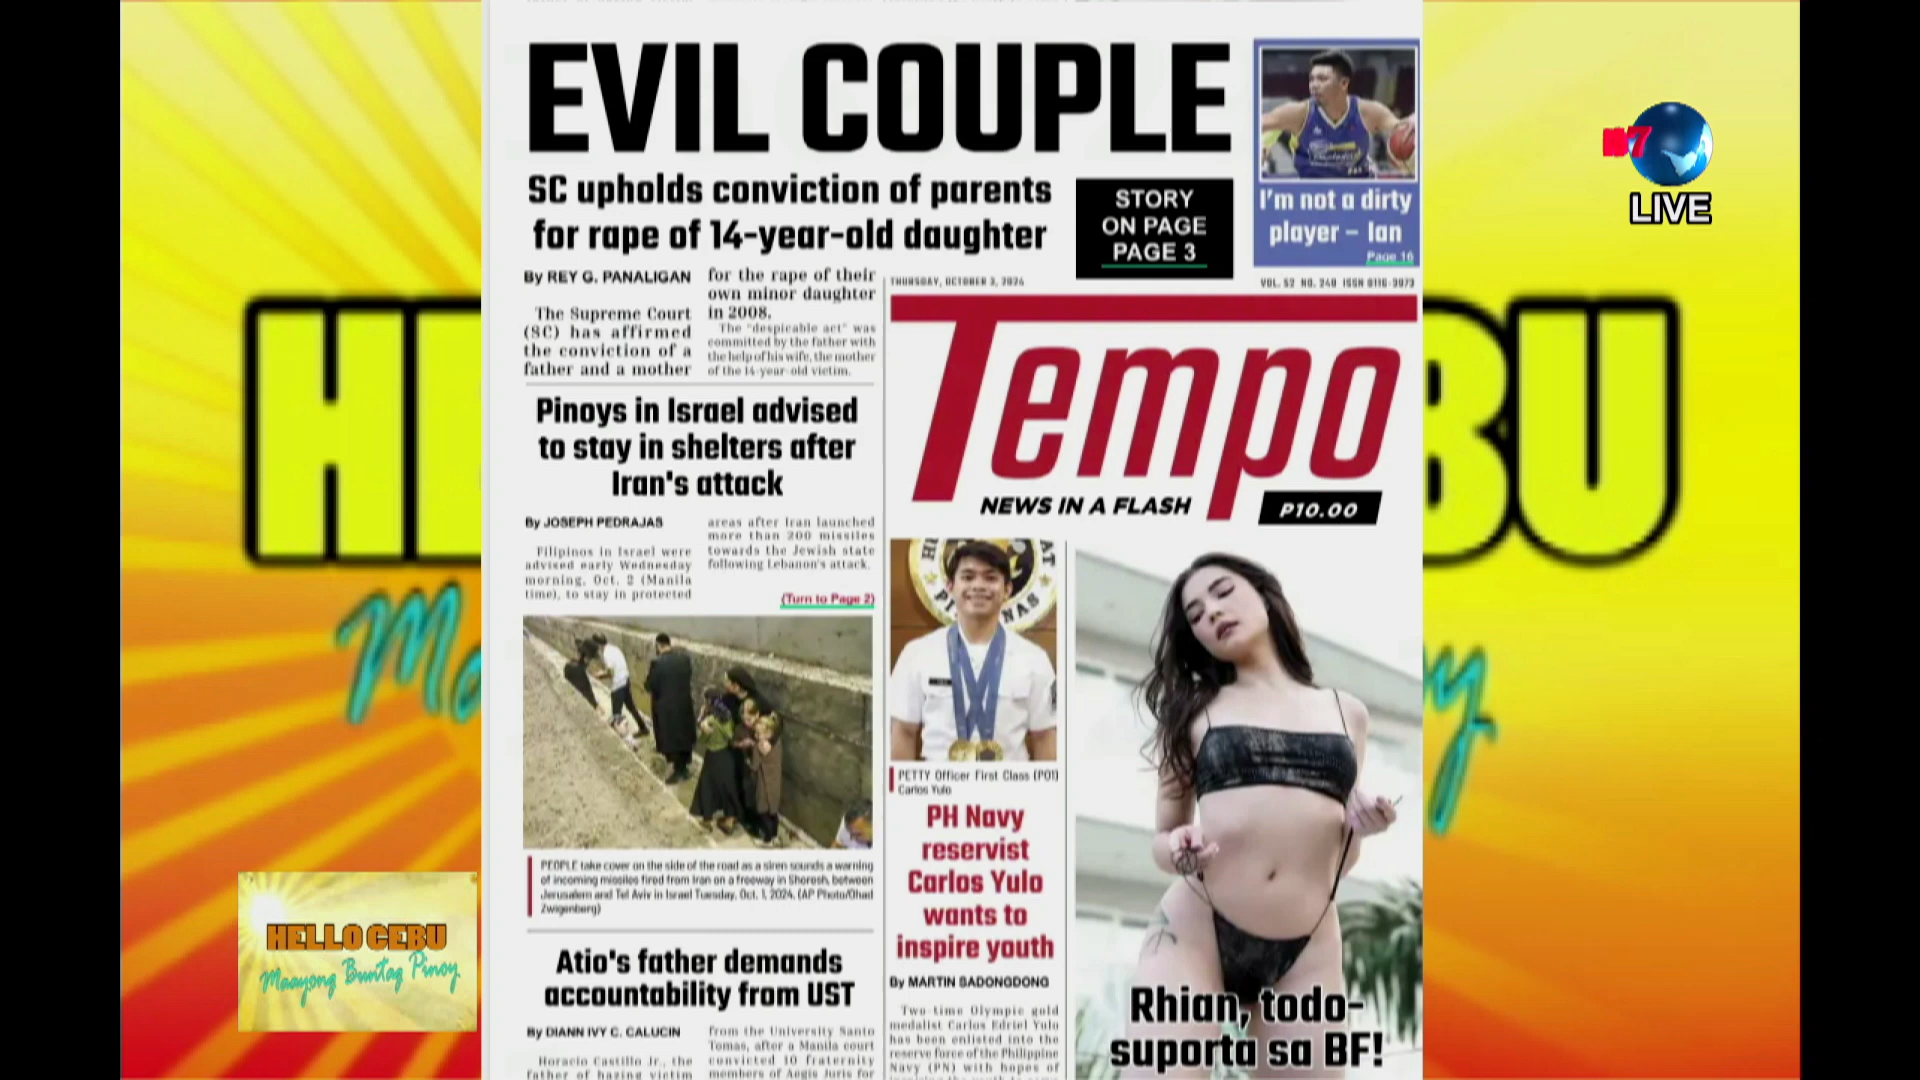 EVIL COUPLE
SC upholds conviction of parents
for rape of 14-year-old daughter
STORY
ON PAGE
PAGE 3
I'm not a dirty
player – Ian
Page 16
By REY G. PANALIGAN
The Supreme Court
(SC) has affirmed
the conviction of a
father and a mother
for the rape of their
own minor daughter
in 2008.
The "despicable act" was
committed by the father with
the help of his wife, the mother
of the 14-year-old victim.
THURSDAY, OCTOBER 3, 2024
VOL. 52 NO. 240 ISSN 0116-3973
Tempo
NEWS IN A FLASH
P10.00
Pinoys in Israel advised
to stay in shelters after
Iran's attack
By JOSEPH PEDRAJAS
Filipinos in Israel were
advised early Wednesday
morning, Oct. 2 (Manila
time), to stay in protected
areas after Iran launched
more than 200 missiles
towards the Jewish state
following Lebanon's attack.
(Turn to Page 2)
PEOPLE take cover on the side of the road as a siren sounds a warning
of incoming missiles fired from Iran on a freeway in Shoresh, between
Jerusalem and Tel Aviv in Israel Tuesday, Oct. 1, 2024. (AP Photo/Ohad
Zwigenberg)
Atio's father demands
accountability from UST
By DIANN IVY C. CALUCIN
Horacio Castillo Jr., the
father of hazing victim
from the University Santo
Tomas, after a Manila court
convicted 10 fraternity
members of Aegis Juris for
PETTY Officer First Class (PO1)
Carlos Yulo
PH Navy
reservist
Carlos Yulo
wants to
inspire youth
By MARTIN SADONGDONG
Two-time Olympic gold
medalist Carlos Edriel Yulo
has been enlisted into the
reserve force of the Philippine
Navy (PN) with hopes of
Rhian, todo-
suporta sa BF!
7
LIVE
HE
BU
Ma
y
HELLO CEBU
Maayong Buntag Pinoy